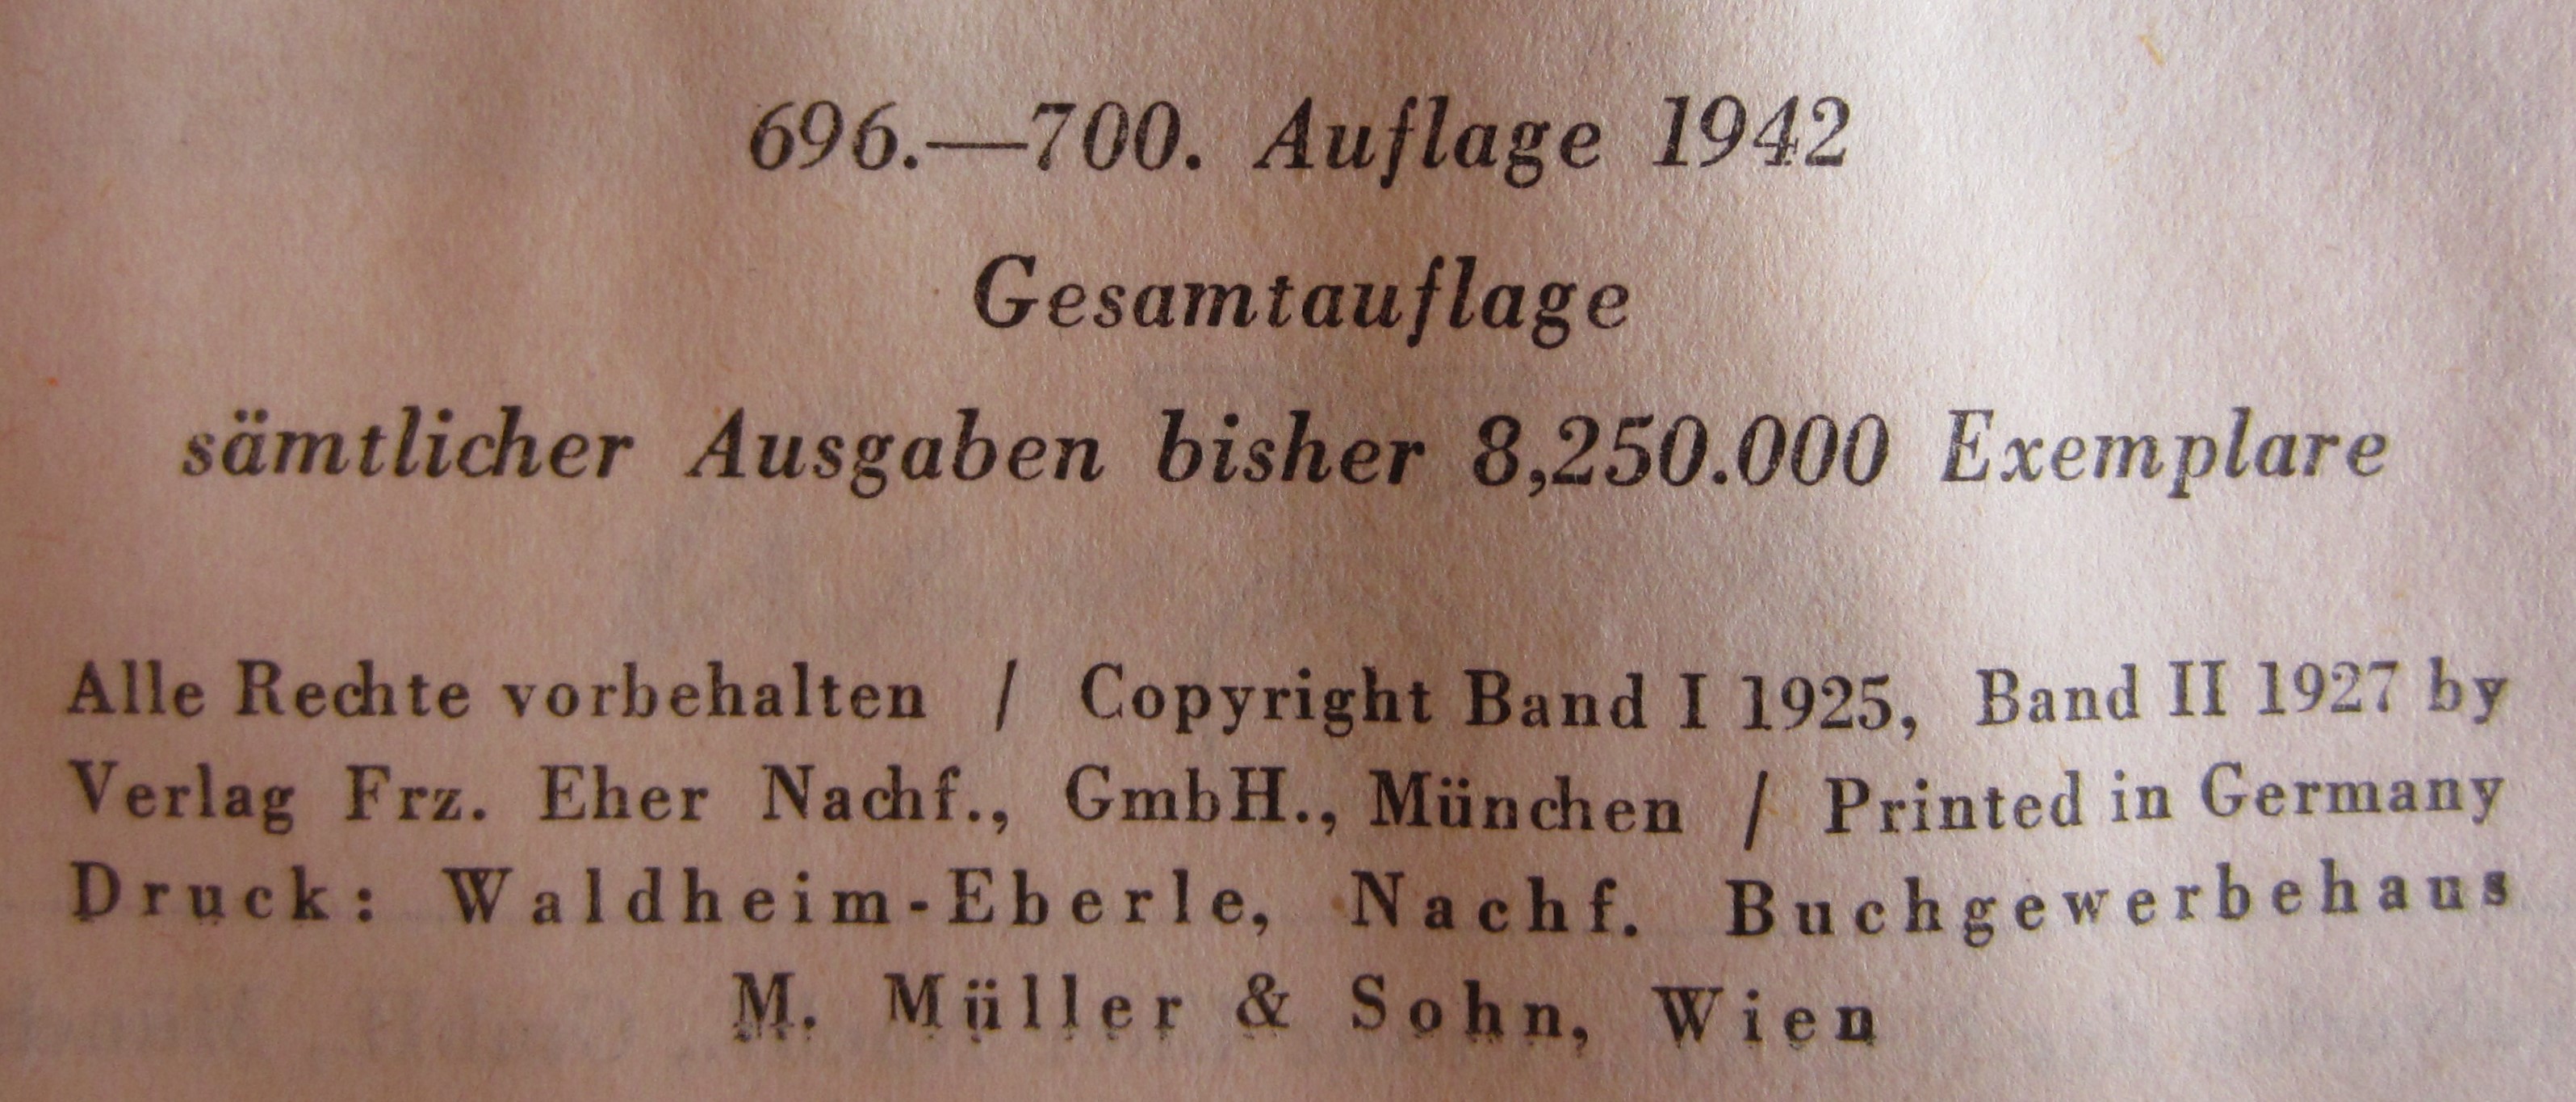 696.—700. Auflage 1942
Gesamtauflage
sämtlicher Ausgaben bisher 8,250.000 Exemplare
Alle Rechte vorbehalten / Copyright Band I 1925, Band II 1927 by
Verlag Frz. Eher Nachf., GmbH., München / Printed in Germany
Druck: Waldheim-Eberle, Nachf. Buchgewerbehaus
M. Müller & Sohn, Wien